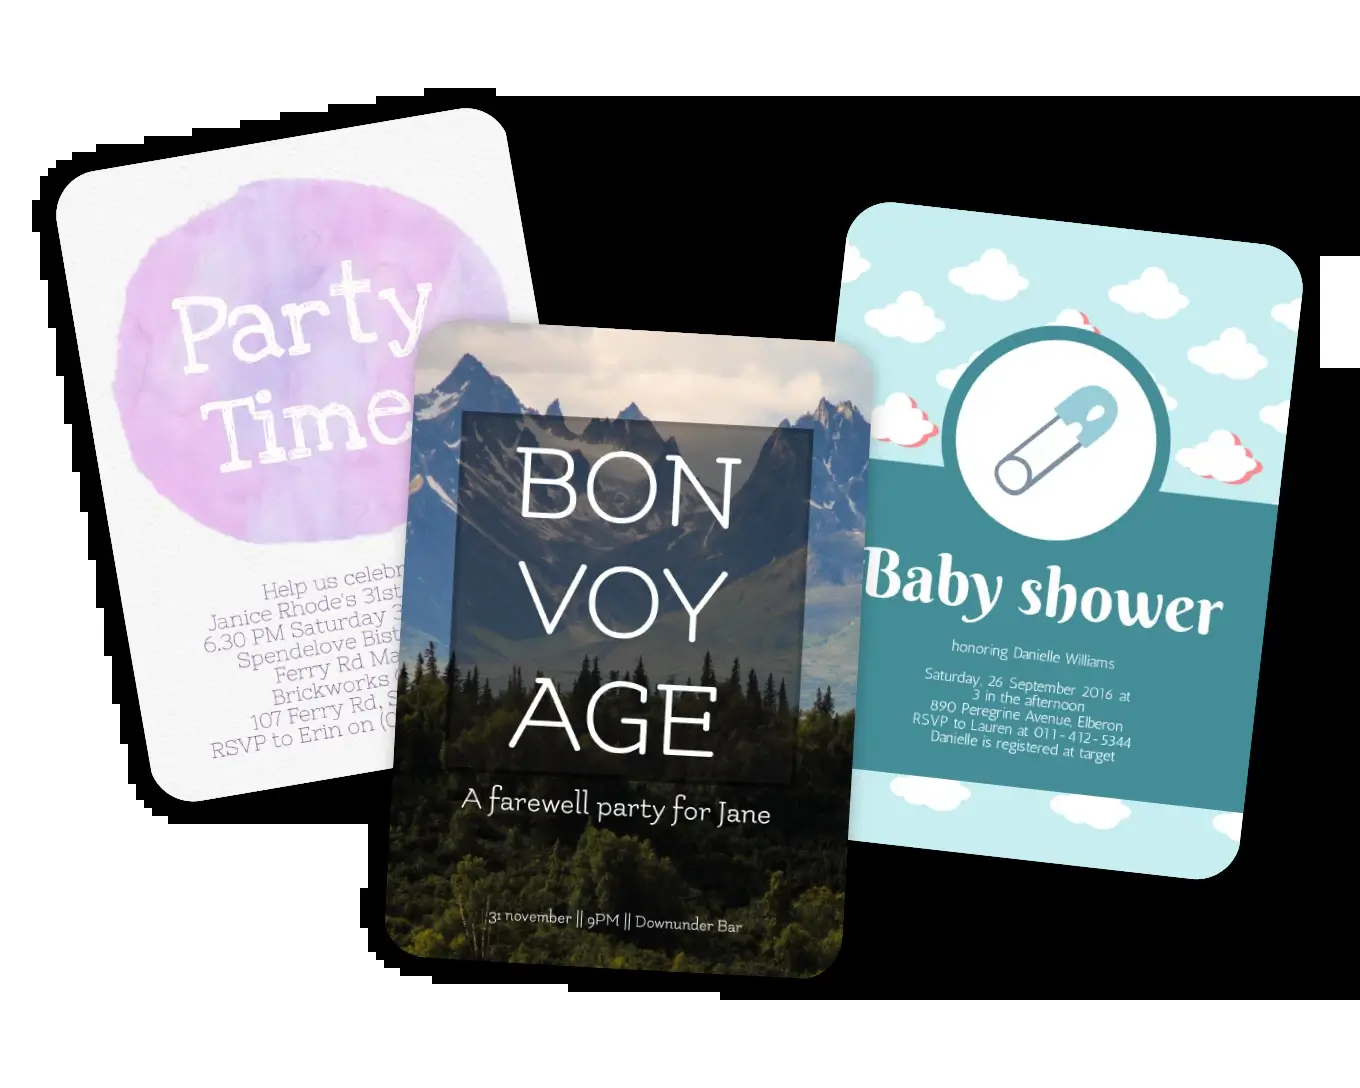 Party
Time
Help us celebr
Janice Rhode's 31st
6.30 PM Saturday 3
Spendelove Bist
Ferry Rd Ma
Brickworks
107 Ferry Rd, S
RSVP to Erin on (0
BON
VOY
AGE
A farewell party for Jane
31 november || 9PM || Downunder Bar
Baby shower
honoring Danielle Williams
Saturday, 26 September 2016 at
3 in the afternoon
890 Peregrine Avenue, Elberon
RSVP to Lauren at 011-412-5344
Danielle is registered at target